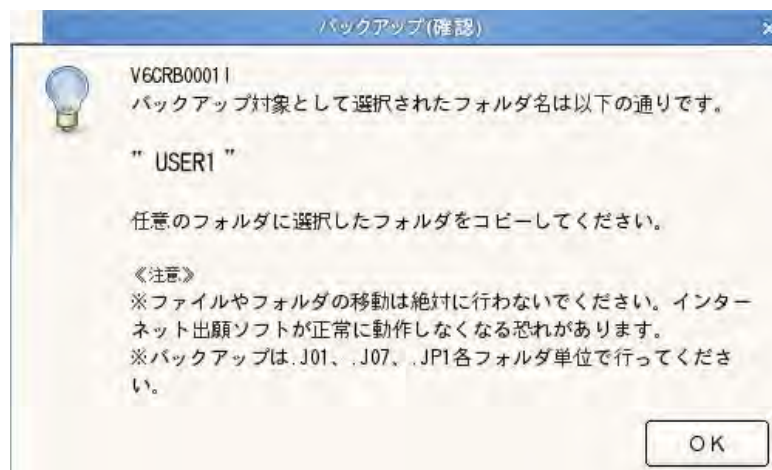 バックアップ(確認)
V6CRB0001I
バックアップ対象として選択されたフォルダ名は以下の通りです。
" USER1 "
任意のフォルダに選択したフォルダをコピーしてください。
≪注意≫
※ファイルやフォルダの移動は絶対に行わないでください。インター
ネット出願ソフトが正常に動作しなくなる恐れがあります。
※バックアップは.J01、.J07、.JP1各フォルダ単位で行ってくださ
い。
OK